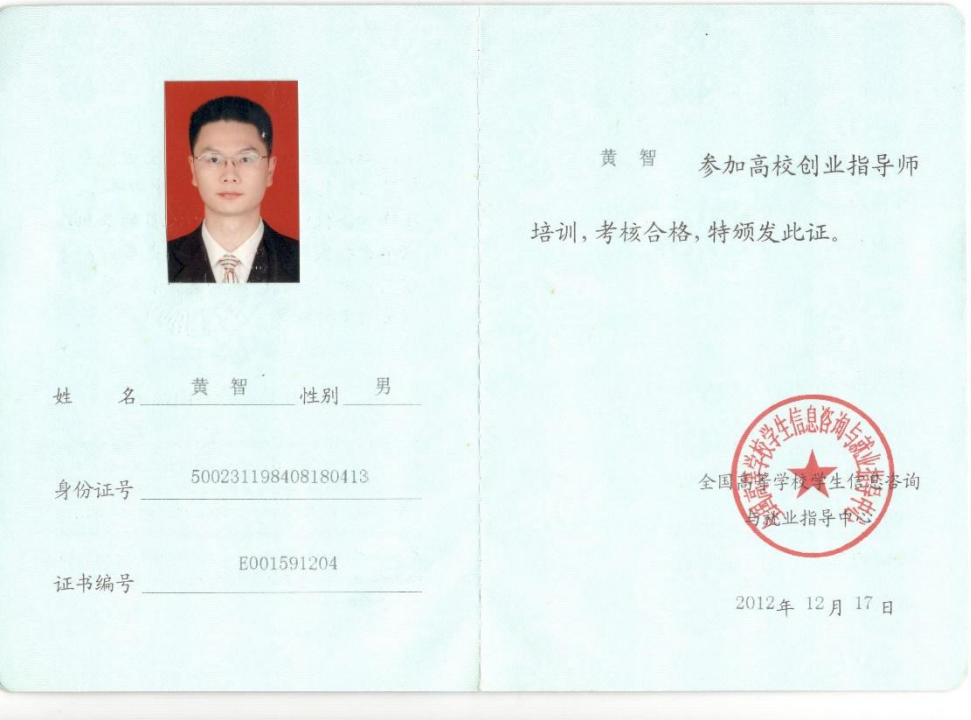 姓 名 黄 智 性别 男
身份证号 500231198408180413
证书编号 E001591204
黄 智 参加高校创业指导师
培训,考核合格,特颁发此证。
全国高等学校学生信息咨询与就业指导中心
全国高等学校学生信息咨询
与就业指导中心
2012年 12月 17日